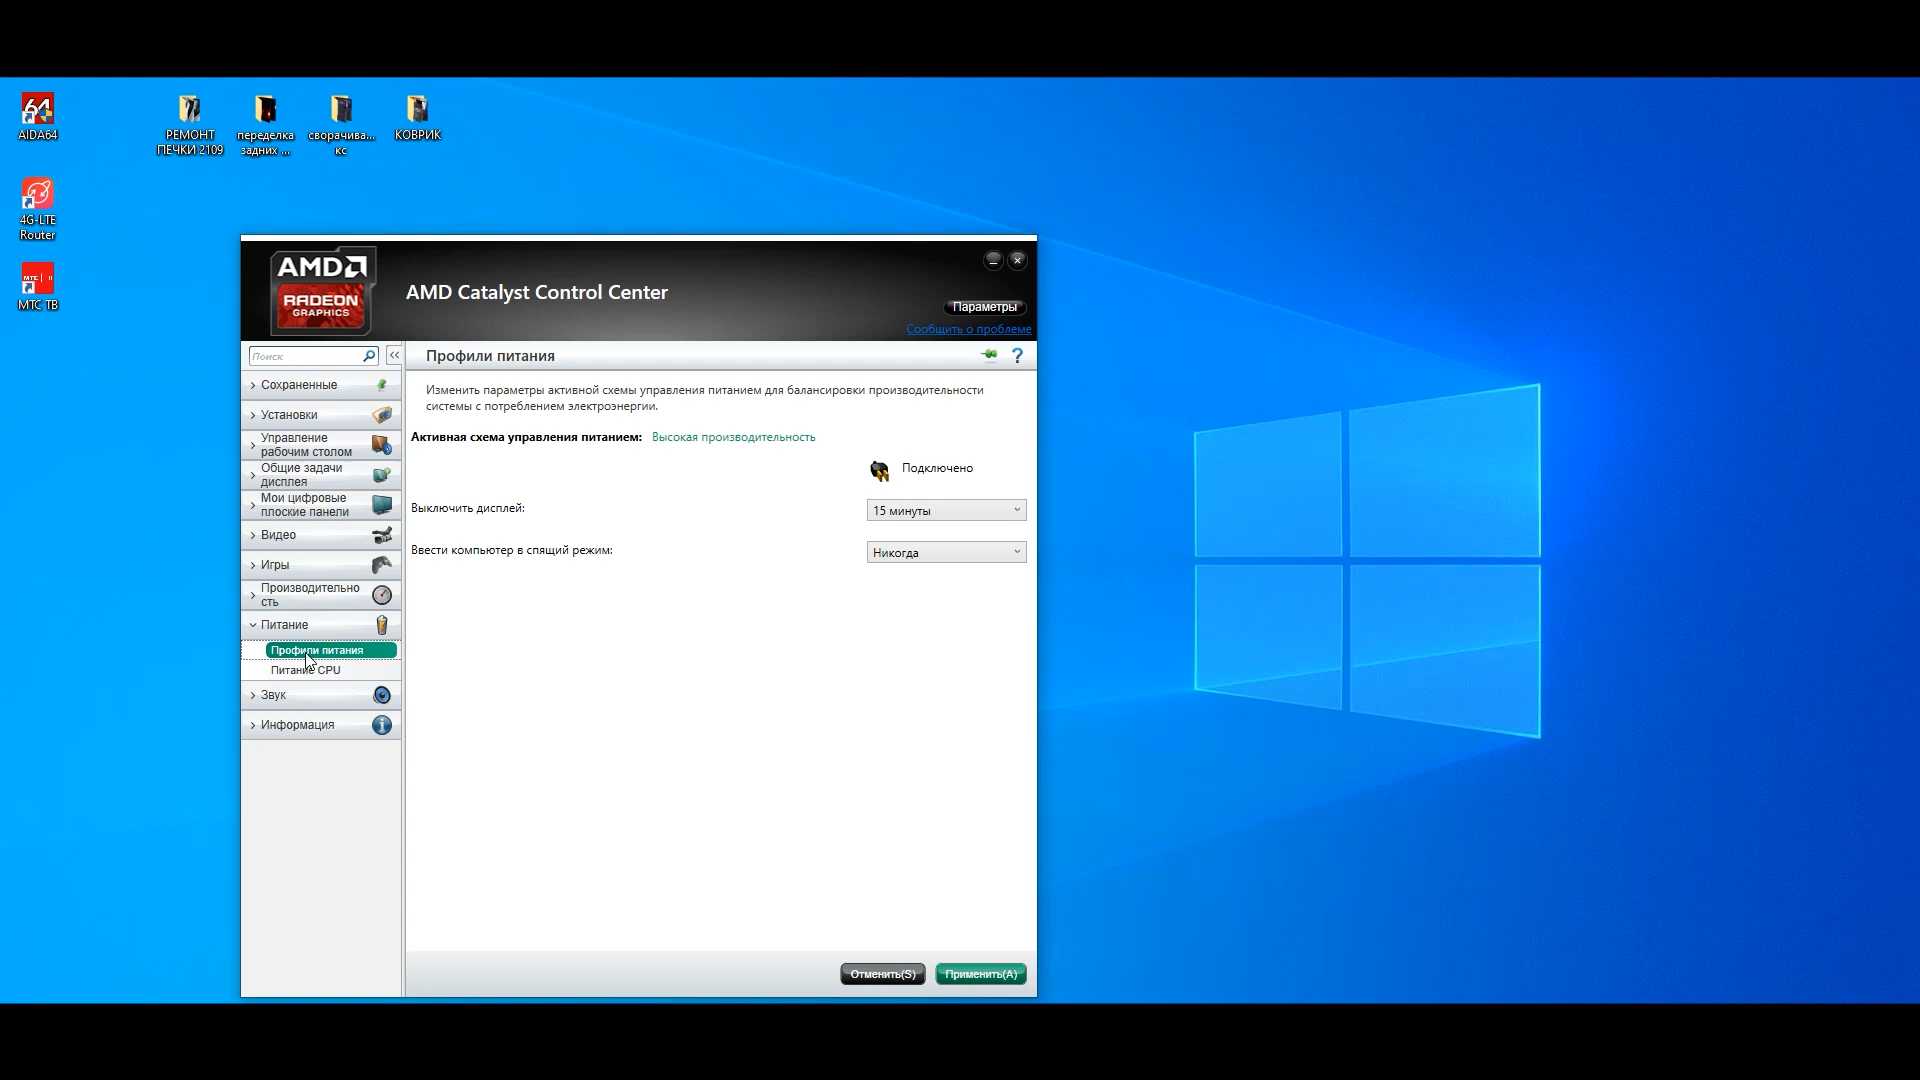 AIDA64
4G-LTE
Router
МТС ТВ
РЕМОНТ
ПЕЧКИ 2109
переделка
задних ...
сворачива...
кс
КОВРИК
AMD
RADEON
GRAPHICS
AMD Catalyst Control Center
Параметры
Сообщить о проблеме
Поиск
Сохраненные
Установки
Управление
рабочим столом
Общие задачи
дисплея
Мои цифровые
плоские панели
Видео
Игры
Производительно
сть
Питание
Профили питания
Питание CPU
Звук
Информация
Профили питания
Изменить параметры активной схемы управления питанием для балансировки производительности
системы с потреблением электроэнергии.
Активная схема управления питанием: Высокая производительность
Подключено
Выключить дисплей: 15 минуты
Ввести компьютер в спящий режим: Никогда
Отменить(S) Применить(A)